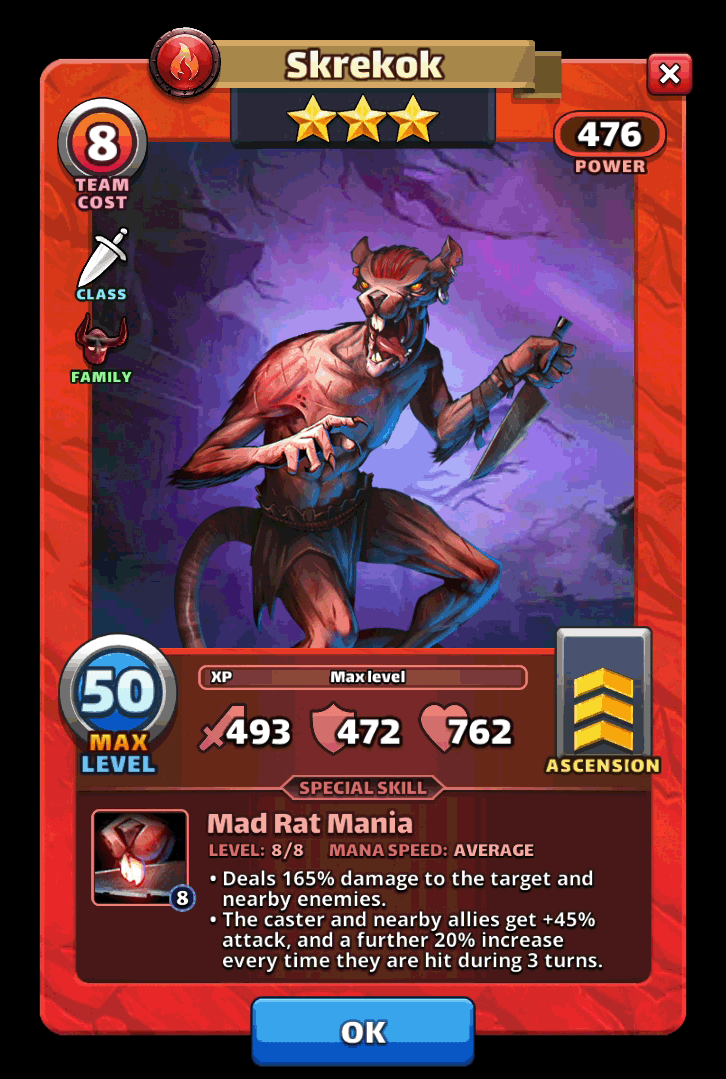 Skrekok
8
476
TEAM
COST
POWER
CLASS
FAMILY
50
MAX
LEVEL
XP Max level
493 472 762
ASCENSION
SPECIAL SKILL
Mad Rat Mania
LEVEL: 8/8 MANA SPEED: AVERAGE
8
• Deals 165% damage to the target and
nearby enemies.
• The caster and nearby allies get +45%
attack, and a further 20% increase
every time they are hit during 3 turns.
OK